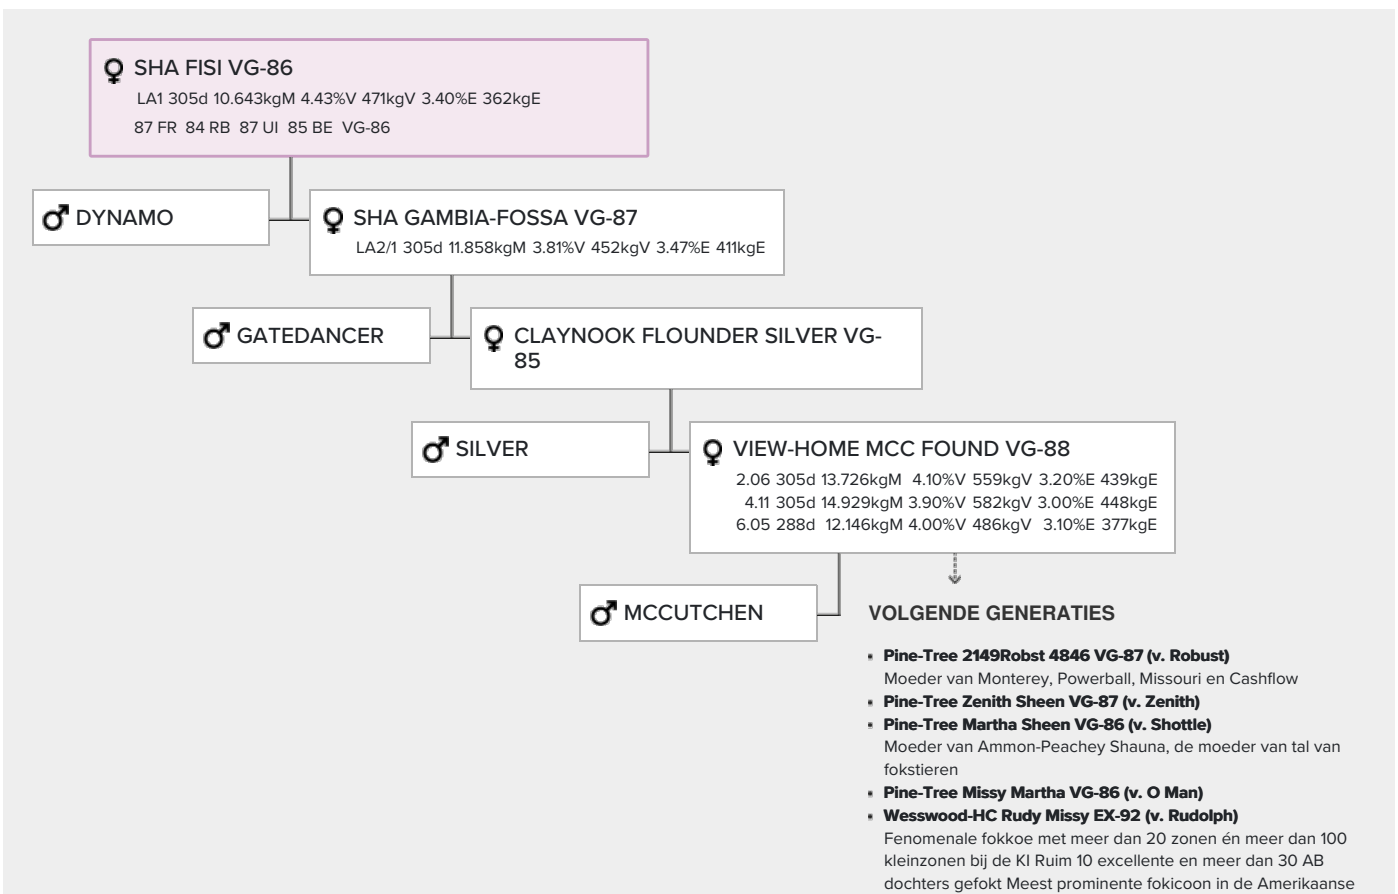 SHA FISI VG-86
LA1 305d 10.643kgM 4.43%V 471kgV 3.40%E 362kgE
87 FR 84 RB 87 UI 85 BE VG-86
DYNAMO
SHA GAMBIA-FOSSA VG-87
LA2/1 305d 11.858kgM 3.81%V 452kgV 3.47%E 411kgE
GATEDANCER
CLAYNOOK FLOUNDER SILVER VG-
85
SILVER
VIEW-HOME MCC FOUND VG-88
2.06 305d 13.726kgM 4.10%V 559kgV 3.20%E 439kgE
4.11 305d 14.929kgM 3.90%V 582kgV 3.00%E 448kgE
6.05 288d 12.146kgM 4.00%V 486kgV 3.10%E 377kgE
MCCUTCHEN
VOLGENDE GENERATIES
Pine-Tree 2149Robst 4846 VG-87 (v. Robust)
Moeder van Monterey, Powerball, Missouri en Cashflow
Pine-Tree Zenith Sheen VG-87 (v. Zenith)
Pine-Tree Martha Sheen VG-86 (v. Shottle)
Moeder van Ammon-Peachey Shauna, de moeder van tal van
fokstieren
Pine-Tree Missy Martha VG-86 (v. O Man)
Wesswood-HC Rudy Missy EX-92 (v. Rudolph)
Fenomenale fokkoe met meer dan 20 zonen én meer dan 100
kleinzonen bij de KI Ruim 10 excellente en meer dan 30 AB
dochters gefokt Meest prominente fokicoon in de Amerikaanse